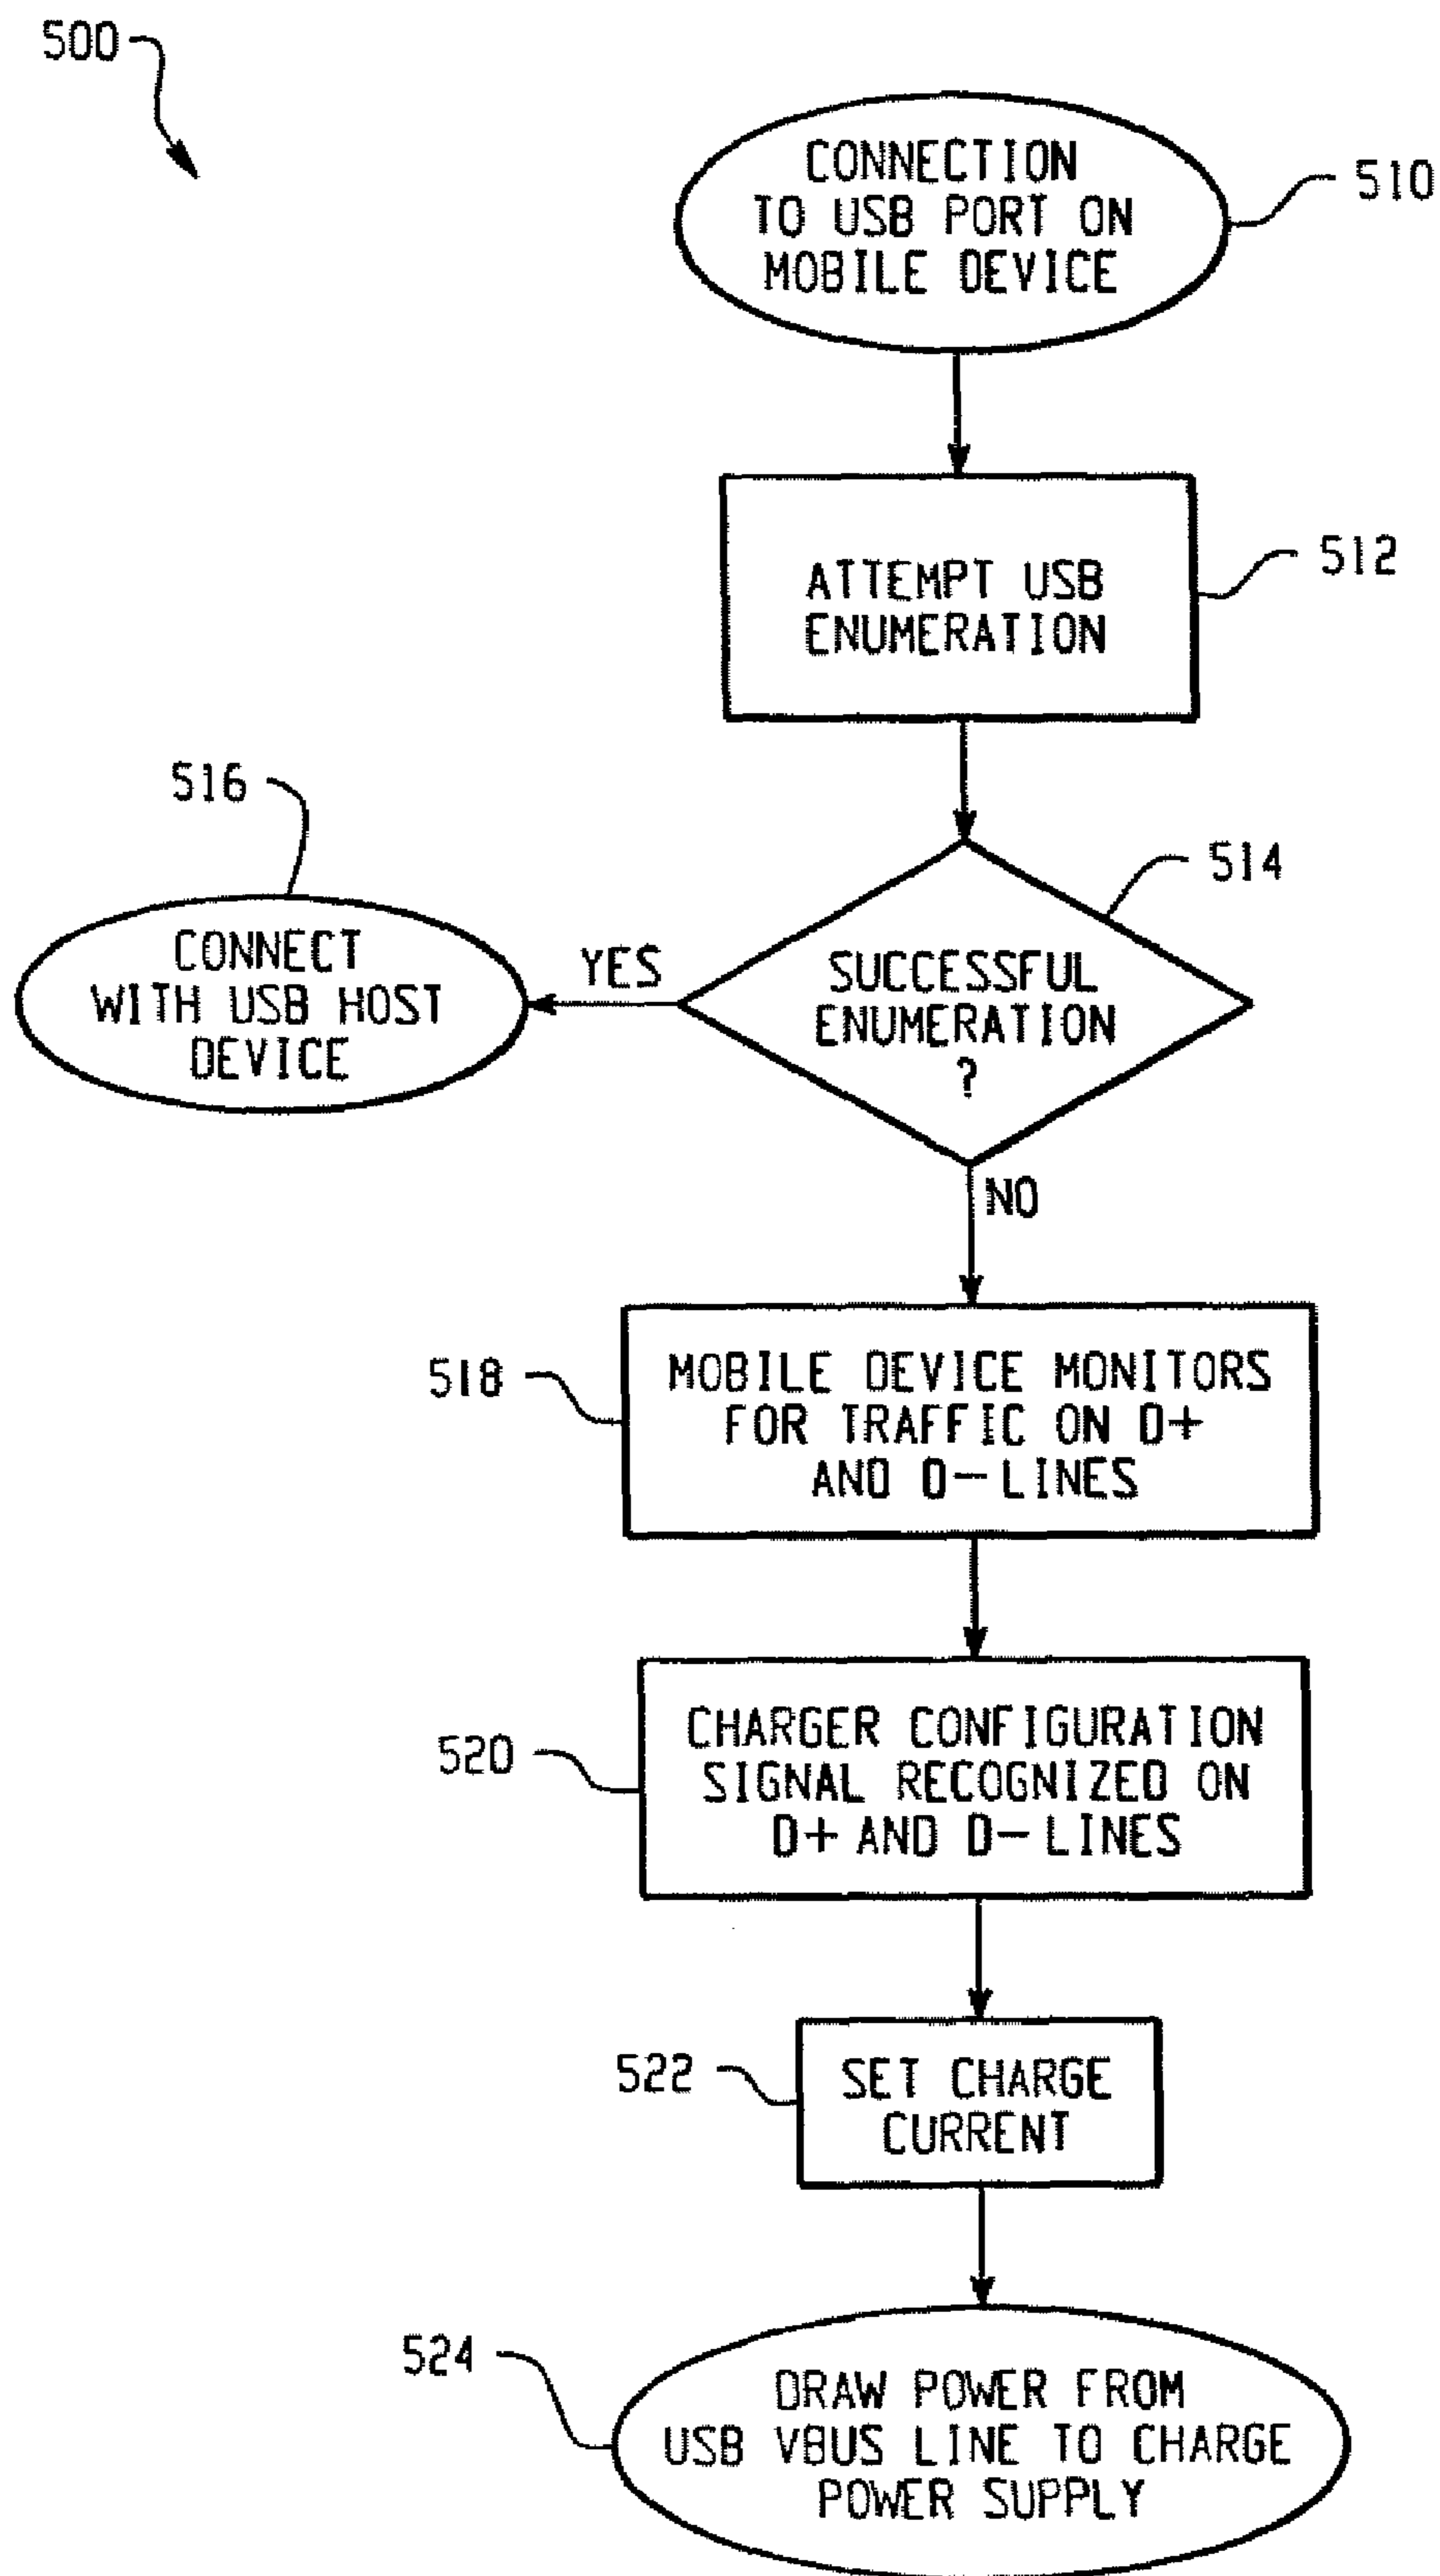 500
CONNECTION
TO USB PORT ON
MOBILE DEVICE
510
ATTEMPT USB
ENUMERATION
512
516
514
CONNECT
WITH USB HOST
DEVICE
YES
SUCCESSFUL
ENUMERATION
?
NO
518
MOBILE DEVICE MONITORS
FOR TRAFFIC ON D+
AND D- LINES
520
CHARGER CONFIGURATION
SIGNAL RECOGNIZED ON
D+ AND D- LINES
522
SET CHARGE
CURRENT
524
DRAW POWER FROM
USB VBUS LINE TO CHARGE
POWER SUPPLY